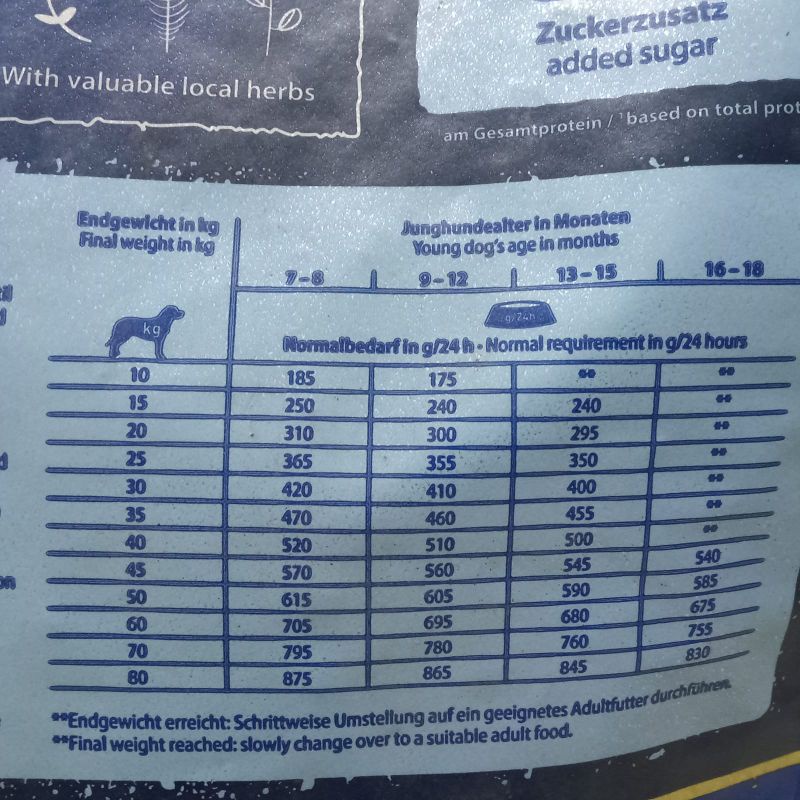 With valuable local herbs
Zuckerzusatz
added sugar
am Gesamtprotein / ¹based on total prot
Endgewicht in kg
Final weight in kg
Junghundealter in Monaten
Young dog's age in months
7-8 9-12 13-15 16-18
kg
g/24h
Normalbedarf in g/24 h • Normal requirement in g/24 hours
10 185 175 ** **
15 250 240 240 **
20 310 300 295 **
25 365 355 350 **
30 420 410 400 **
35 470 460 455 **
40 520 510 500 **
45 570 560 545 540
50 615 605 590 585
60 705 695 680 675
70 795 780 760 755
80 875 865 845 830
**Endgewicht erreicht: Schrittweise Umstellung auf ein geeignetes Adultfutter durchführen.
**Final weight reached: slowly change over to a suitable adult food.